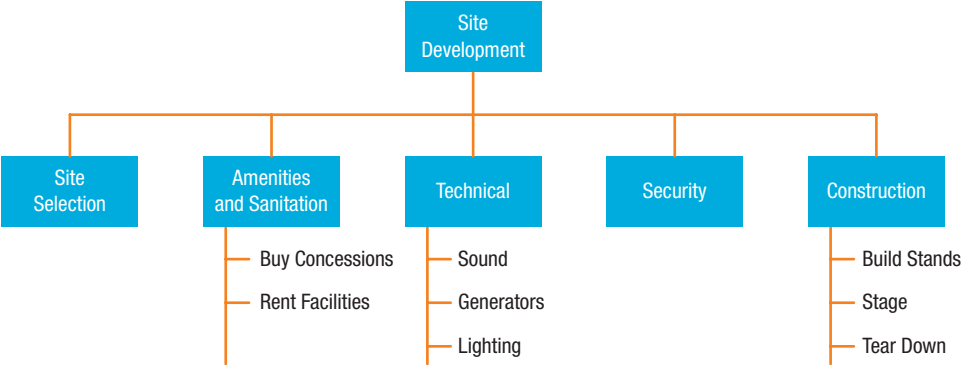 Site
Development
Site
Selection
Amenities
and Sanitation
Technical
Security
Construction
Buy Concessions
Rent Facilities
Sound
Generators
Lighting
Build Stands
Stage
Tear Down